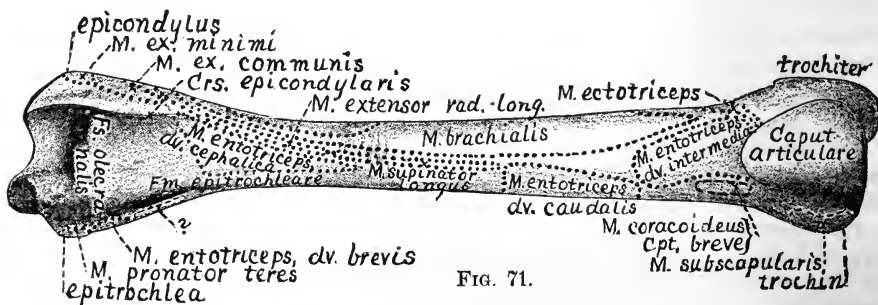 epicondylus
M. ex. minimi
M. ex. communis
Crs. epicondylaris
M. extensor rad. long.
M. ectotriceps
trochiter
M. brachialis
M. entotriceps
dv. cephalica
M. entotriceps
dv. intermedia
Caput
articulare
Fs. olecra-
nalis
Fm. epitrochleare
M. supinator
longus
M. entotriceps
dv. caudalis
M. coracoideus
Cpt. breve
M. subscapularis
trochin
M. entotriceps, dv. brevis
M. pronator teres
epitrochlea
FIG. 71.